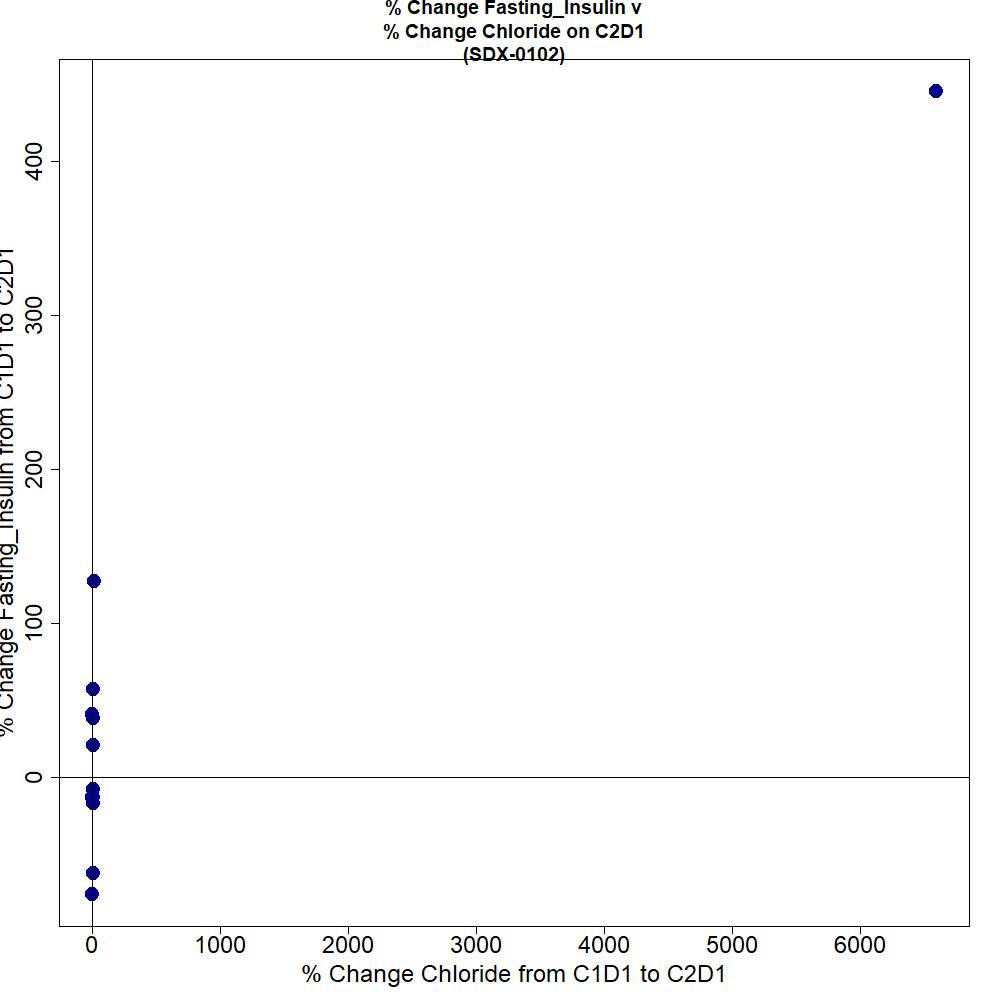 % Change Fasting_Insulin v
% Change Chloride on C2D1
(SDX-0102)
% Change Fasting_Insulin from C1D1 to C2D1
400
300
200
100
0
0 1000 2000 3000 4000 5000 6000
% Change Chloride from C1D1 to C2D1